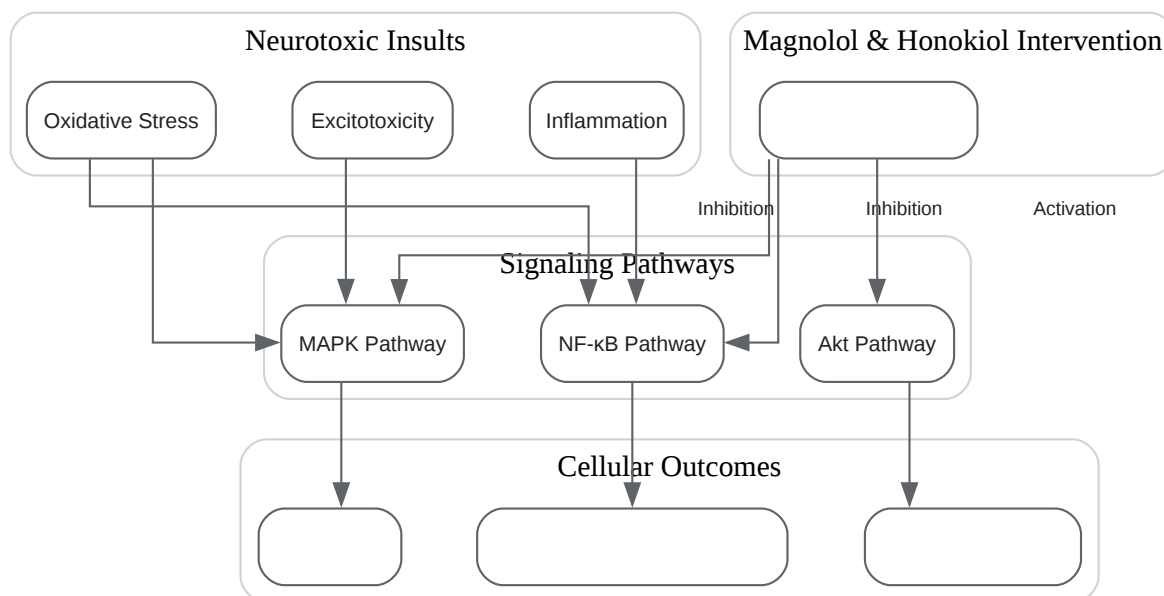 Neurotoxic Insults
Magnolol & Honokiol Intervention
Oxidative Stress
Excitotoxicity
Inflammation
Inhibition
Inhibition
Activation
Signaling Pathways
MAPK Pathway
NF-κB Pathway
Akt Pathway
Cellular Outcomes